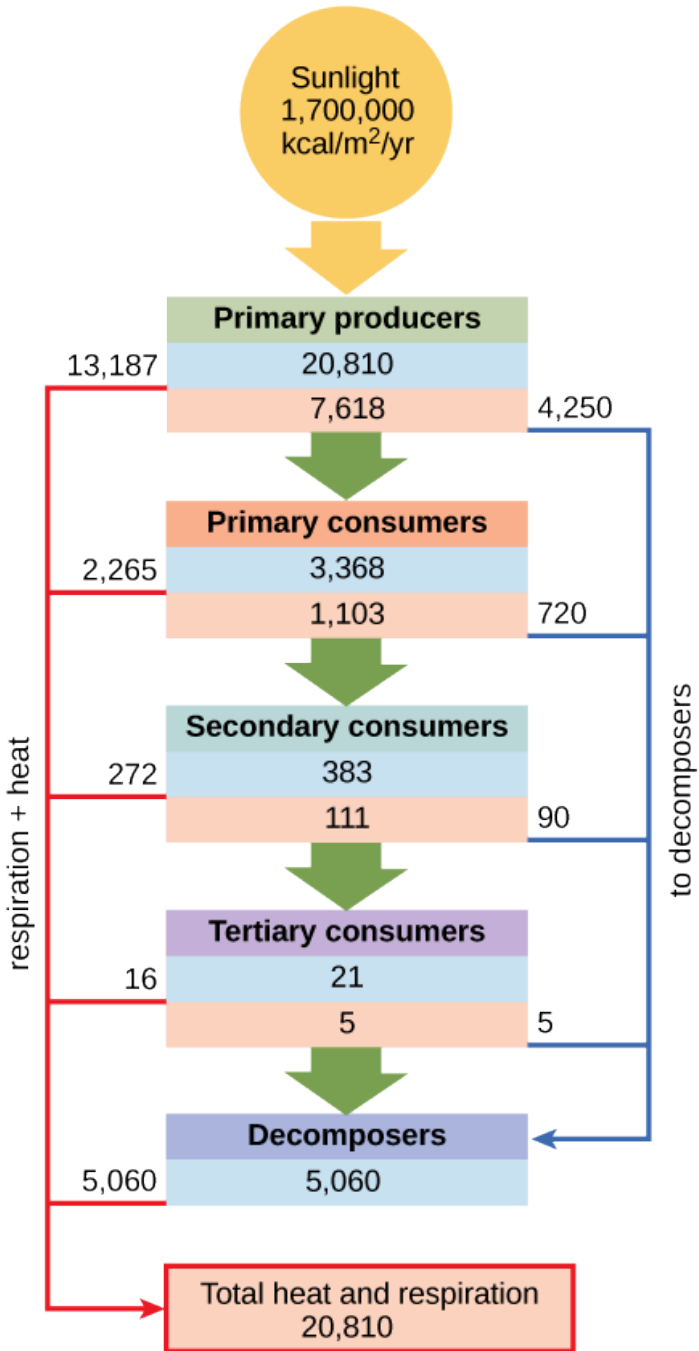 Sunlight
1,700,000
kcal/m²/yr
Primary producers
13,187
20,810
7,618
4,250
Primary consumers
2,265
3,368
1,103
720
Secondary consumers
272
383
111
90
Tertiary consumers
16
21
5
5
Decomposers
5,060
5,060
respiration + heat
to decomposers
Total heat and respiration
20,810